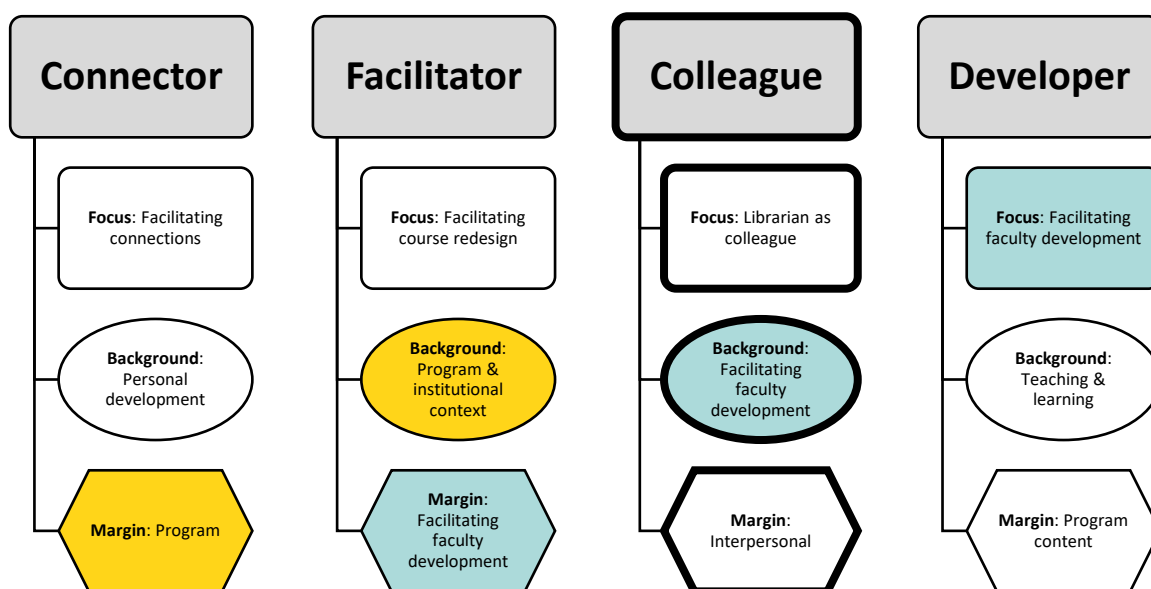 Connector
Focus: Facilitating
connections
Background:
Personal
development
Margin: Program
Facilitator
Focus: Facilitating
course redesign
Background:
Program &
institutional
context
Margin:
Facilitating
faculty
development
Colleague
Focus: Librarian as
colleague
Background:
Facilitating
faculty
development
Margin:
Interpersonal
Developer
Focus: Facilitating
faculty development
Background:
Teaching &
learning
Margin: Program
content